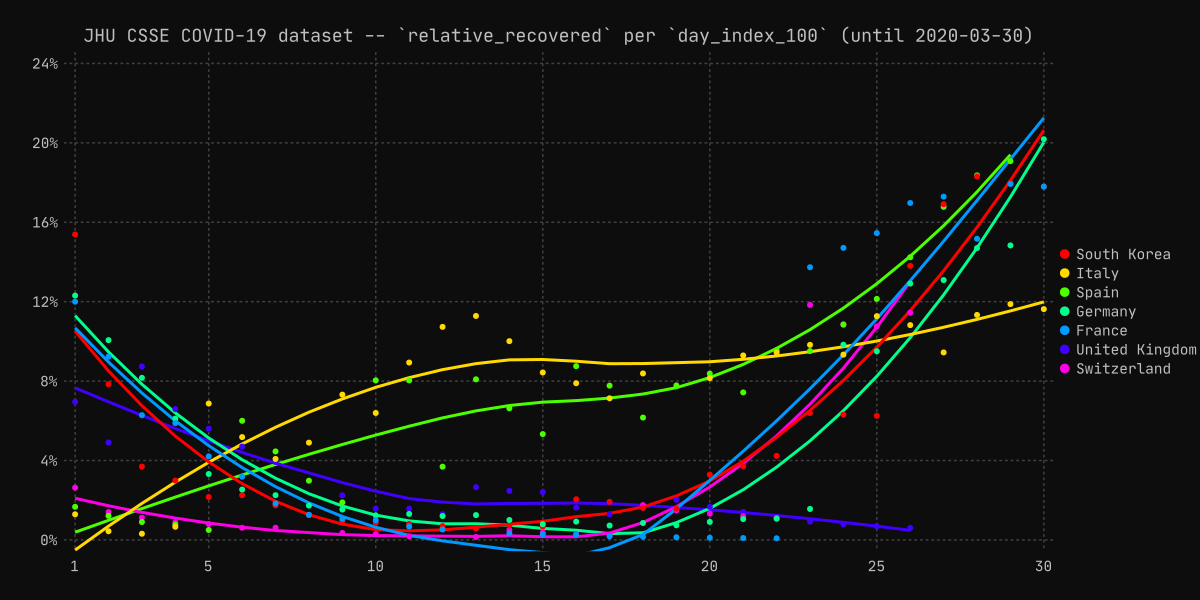 JHU CSSE COVID-19 dataset -- `relative_recovered` per `day_index_100` (until 2020-03-30)
24%
20%
16%
12%
8%
4%
0%
1 5 10 15 20 25 30
South Korea
Italy
Spain
Germany
France
United Kingdom
Switzerland